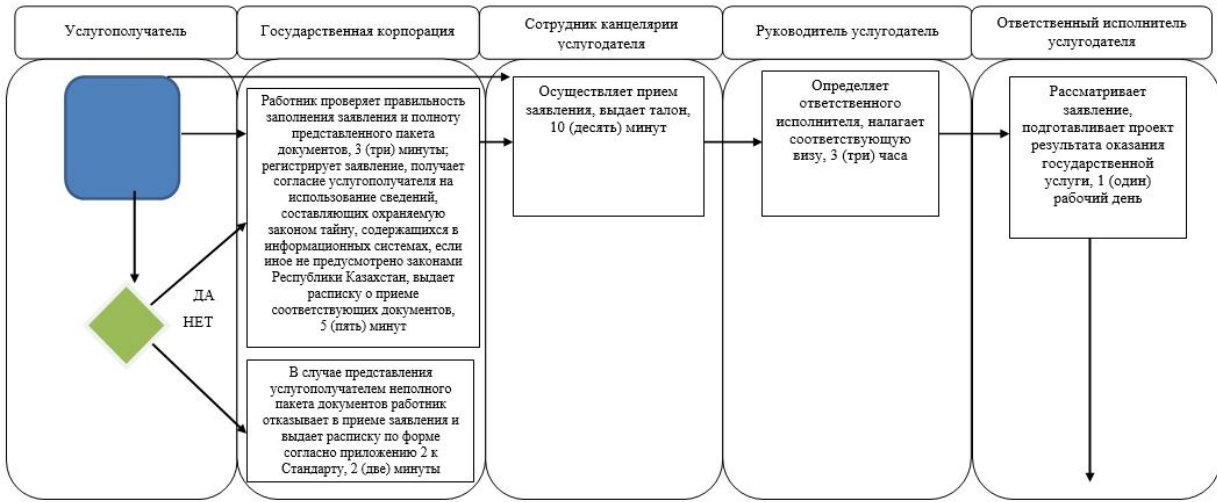 Услугополучатель
Государственная корпорация
Сотрудник канцелярии
услугодателя
Руководитель услугодатель
Ответственный исполнитель
услугодателя
Работник проверяет правильность
заполнения заявления и полноту
представленного пакета
документов, 3 (три) минуты;
регистрирует заявление, получает
согласие услугополучателя на
использование сведений,
составляющих охраняемую
законом тайну, содержащихся в
информационных системах, если
иное не предусмотрено законами
Республики Казахстан, выдает
расписку о приеме
соответствующих документов,
5 (пять) минут
Осуществляет прием
заявления, выдает талон,
10 (десять) минут
Определяет
ответственного
исполнителя, налагает
соответствующую
визу, 3 (три) часа
Рассматривает
заявление,
подготавливает проект
результата оказания
государственной
услуги, 1 (один)
рабочий день
ДА
НЕТ
В случае представления
услугополучателем неполного
пакета документов работник
отказывает в приеме заявления и
выдает расписку по форме
согласно приложению 2 к
Стандарту, 2 (две) минуты